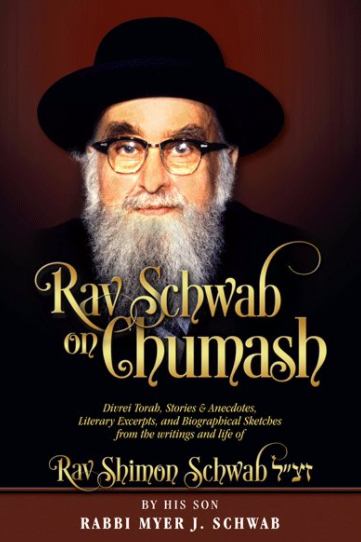 Rav Schwab
on Chumash
Divrei Torah, Stories & Anecdotes,
Literary Excerpts, and Biographical Sketches
from the writings and life of
Rav Shimon Schwab זצ״ל
BY HIS SON
RABBI MYER J. SCHWAB